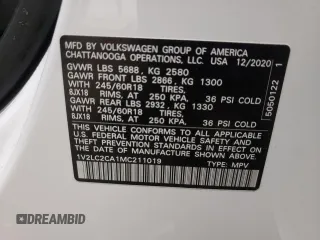 MFD. BY VOLKSWAGEN GROUP OF AMERICA
CHATTANOOGA OPERATIONS, LLC. USA 12/2020
GVWR LBS 5688, KG 2580
GAWR FRONT LBS 2866, KG 1300
WITH 245/60R18 TIRES,
8JX18 RIMS, AT 250 KPA. 36 PSI COLD
GAWR REAR LBS 2932, KG 1330
WITH 245/60R18 TIRES,
8JX18 RIMS, AT 250 KPA. 36 PSI COLD
THIS VEHICLE CONFORMS TO ALL APPLICABLE
FEDERAL MOTOR VEHICLE SAFETY, BUMPER,
AND THEFT PREVENTION STANDARDS IN EFFECT
ON THE DATE OF MANUFACTURE SHOWN ABOVE.
1V2LC2CA1MC211019 TYPE: MPV
5050122 1
DREAMBID